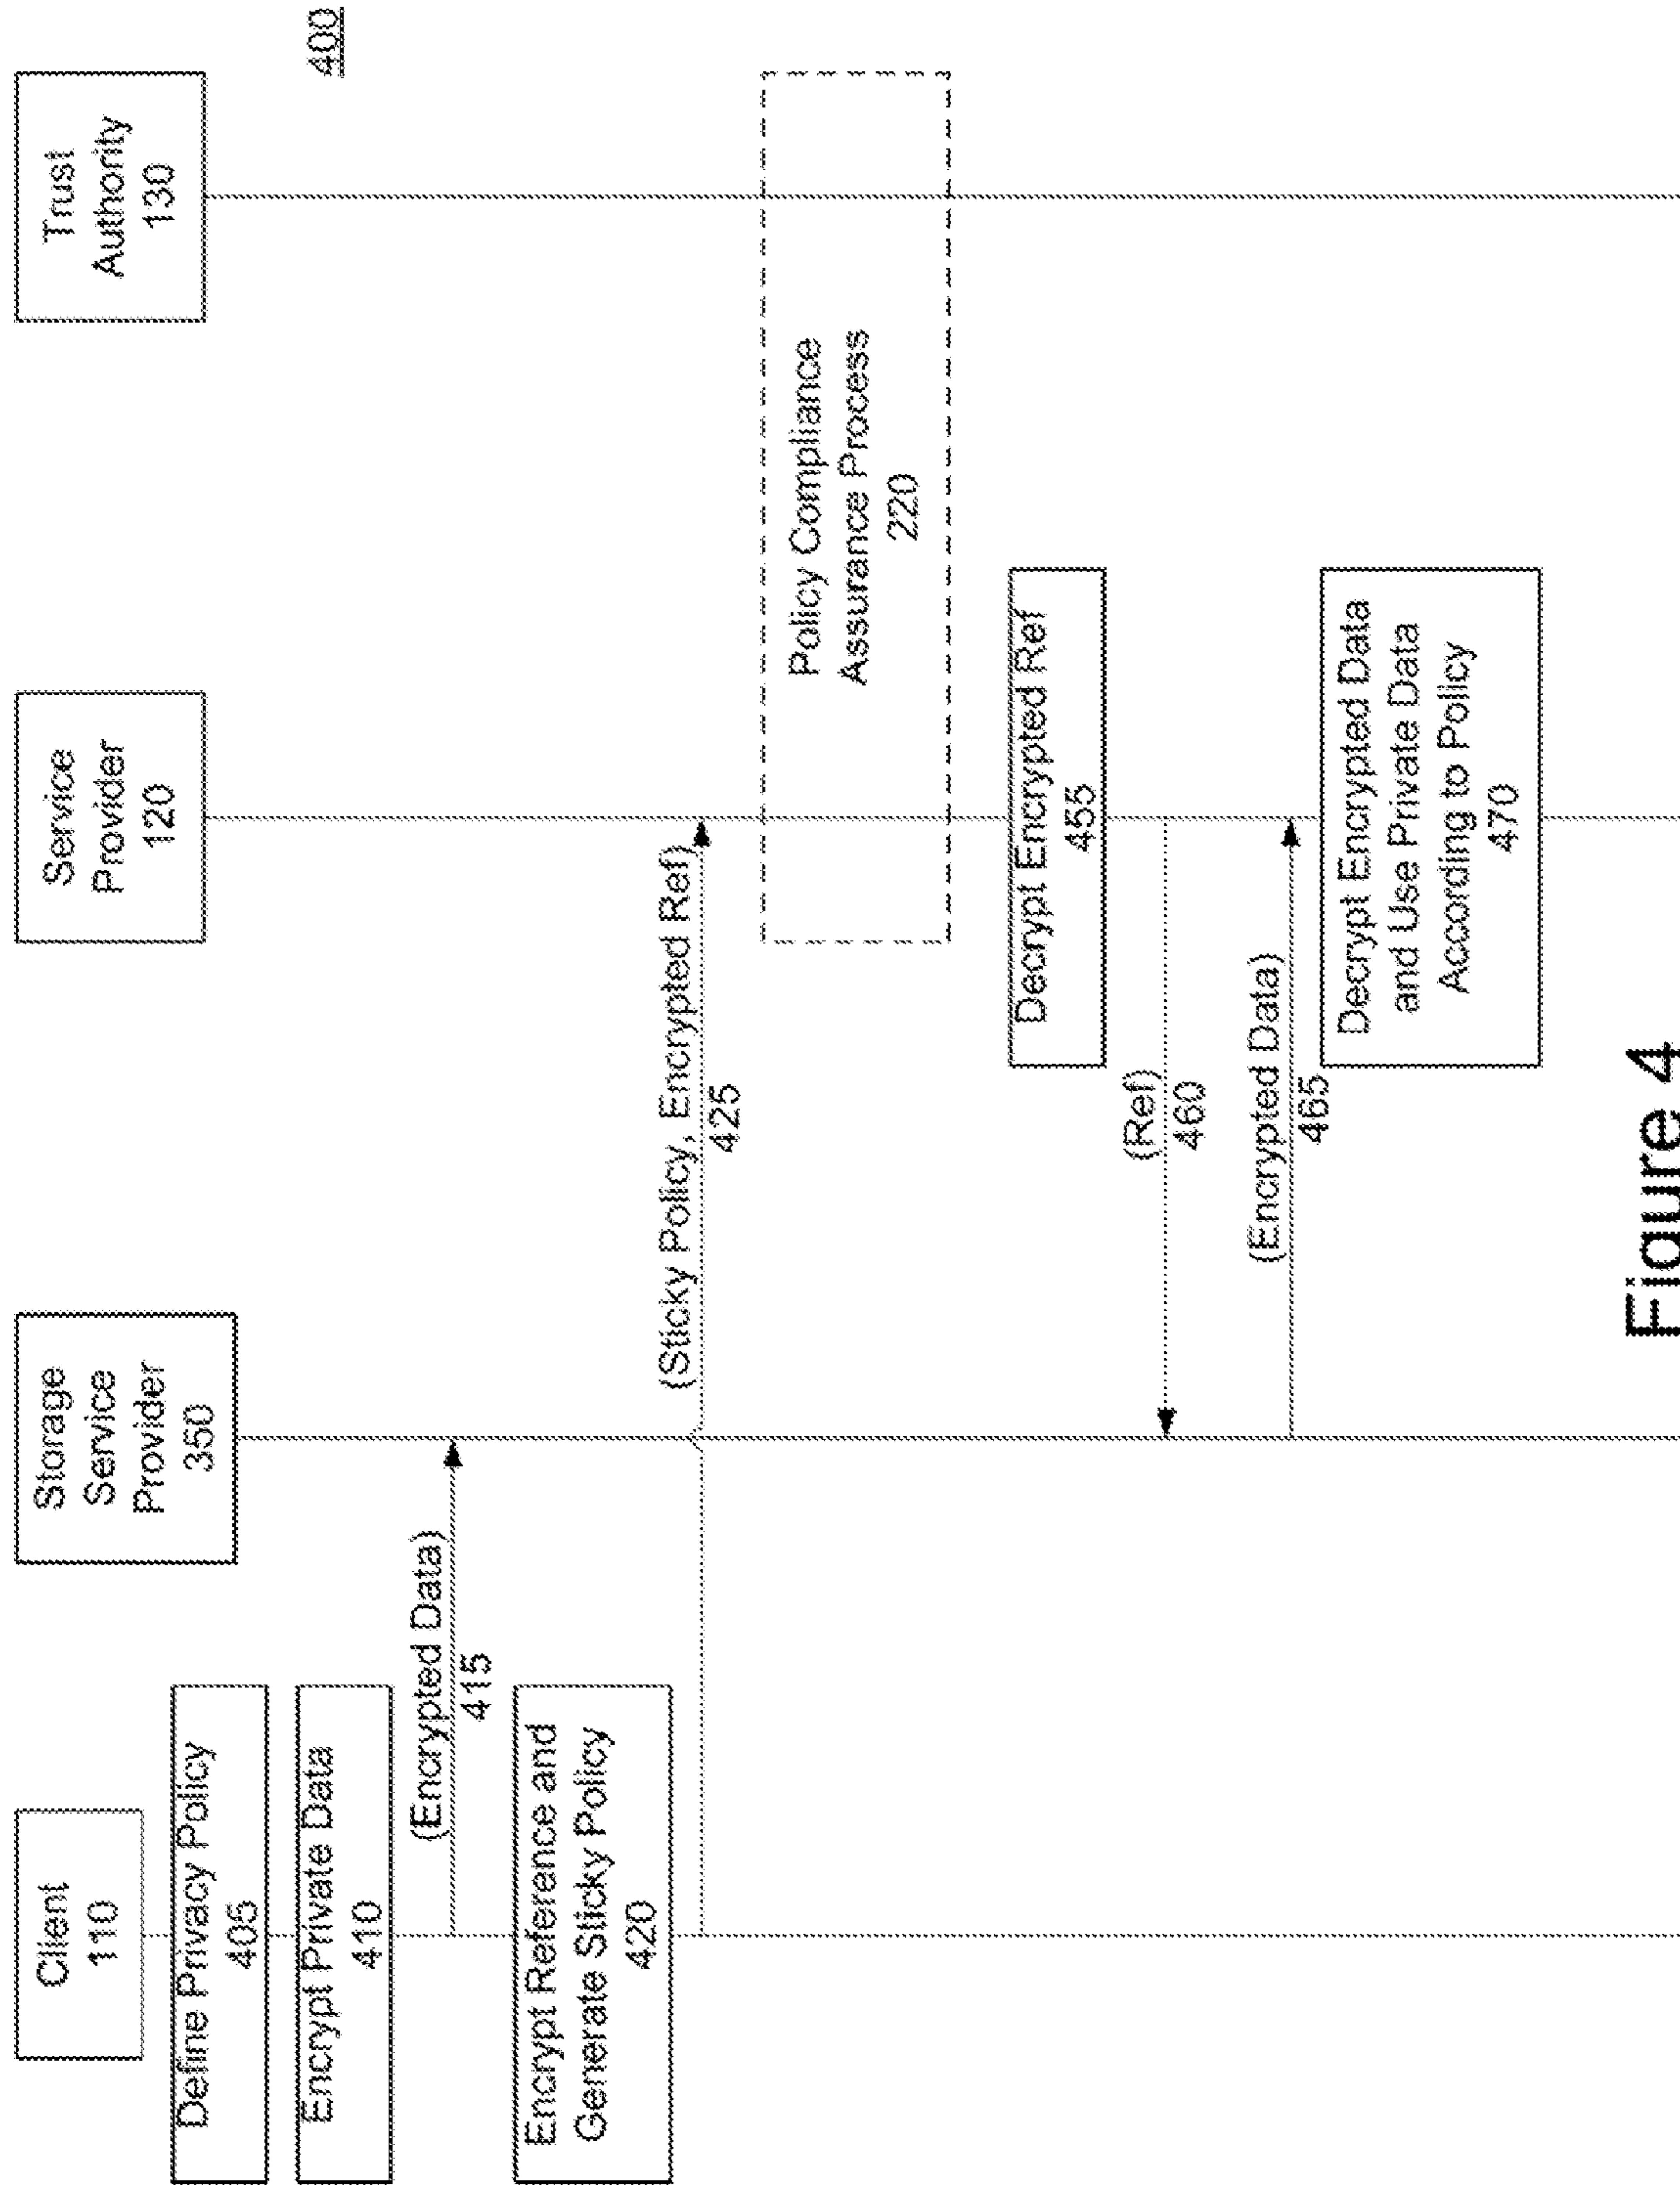 400
Client
110
Storage
Service
Provider
350
Service
Provider
120
Trust
Authority
130
Define Privacy Policy
405
Encrypt Private Data
410
(Encrypted Data)
415
Encrypt Reference and
Generate Sticky Policy
420
(Sticky Policy, Encrypted Ref)
425
Policy Compliance
Assurance Process
220
Decrypt Encrypted Ref
455
(Ref)
460
(Encrypted Data)
465
Decrypt Encrypted Data
and Use Private Data
According to Policy
470
Figure 4